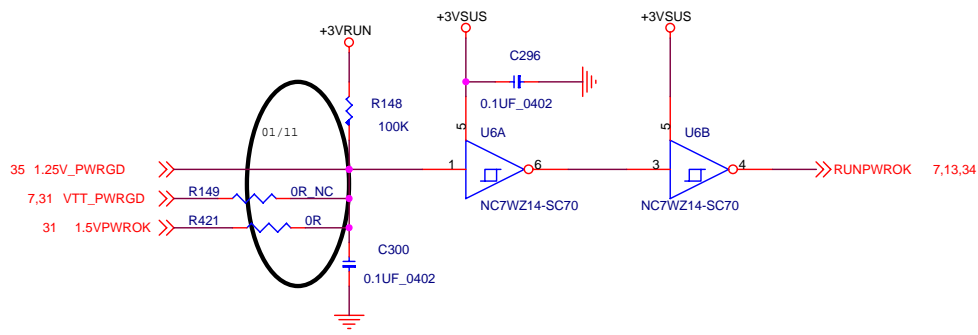 +3VSUS
+3VSUS
+3VRUN
C296
0.1UF_0402
R148
100K
01/11
5
U6A
5
U6B
35 1.25V_PWRGD
1
6
3
4
RUNPWROK 7,13,34
7,31 VTT_PWRGD
R149
0R_NC
NC7WZ14-SC70
NC7WZ14-SC70
31 1.5VPWROK
R421
0R
C300
0.1UF_0402